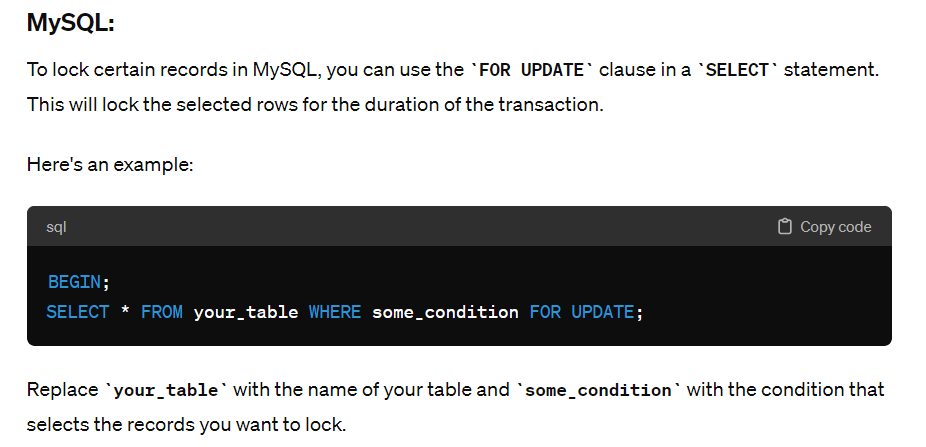 MySQL:
To lock certain records in MySQL, you can use the `FOR UPDATE` clause in a `SELECT` statement.
This will lock the selected rows for the duration of the transaction.
Here's an example:
sql
Copy code
BEGIN;
SELECT * FROM your_table WHERE some_condition FOR UPDATE;
Replace `your_table` with the name of your table and `some_condition` with the condition that
selects the records you want to lock.